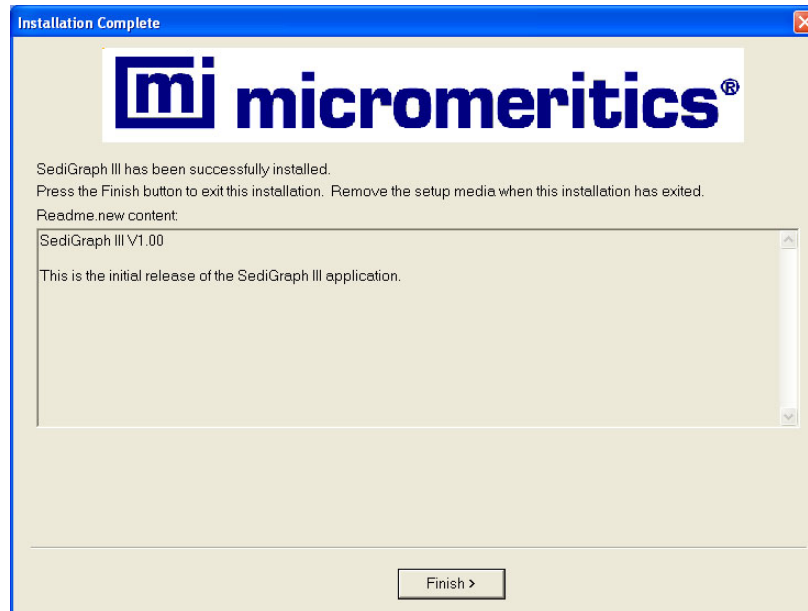 Installation Complete
mi micromeritics®
SediGraph III has been successfully installed.
Press the Finish button to exit this installation. Remove the setup media when this installation has exited.
Readme.new content:
SediGraph III V1.00
This is the initial release of the SediGraph III application.
Finish >